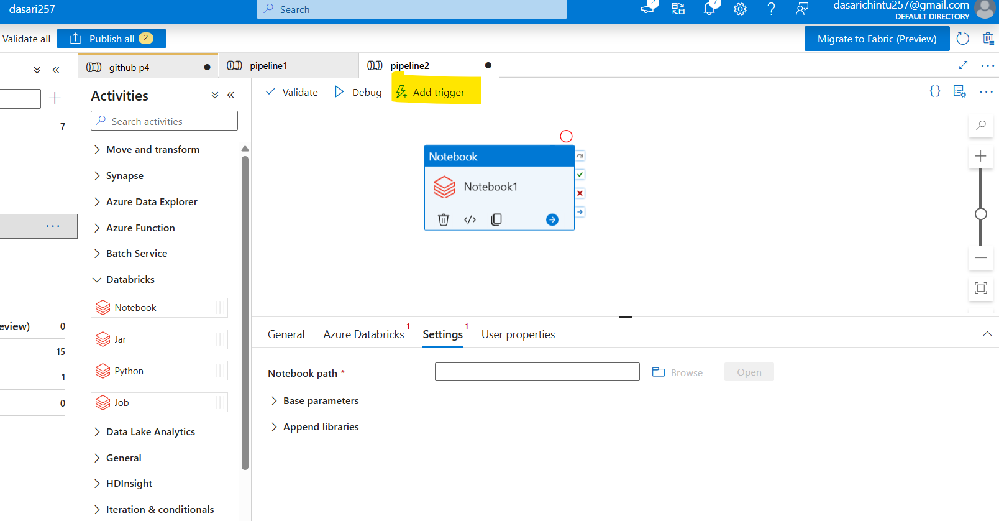 dasari257
Search
2
7
dasarichintu257@gmail.com
DEFAULT DIRECTORY
Validate all
Publish all 2
Migrate to Fabric (Preview)
github p4
pipeline1
pipeline2
Activities
Validate
Debug
Add trigger
{}
Search activities
7
Move and transform
Synapse
Azure Data Explorer
Azure Function
Batch Service
Databricks
Notebook
Jar
Python
Job
Data Lake Analytics
General
HDInsight
Iteration & conditionals
eview) 0
15
1
0
Notebook
Notebook1
General
Azure Databricks 1
Settings 1
User properties
Notebook path *
Browse
Open
Base parameters
Append libraries